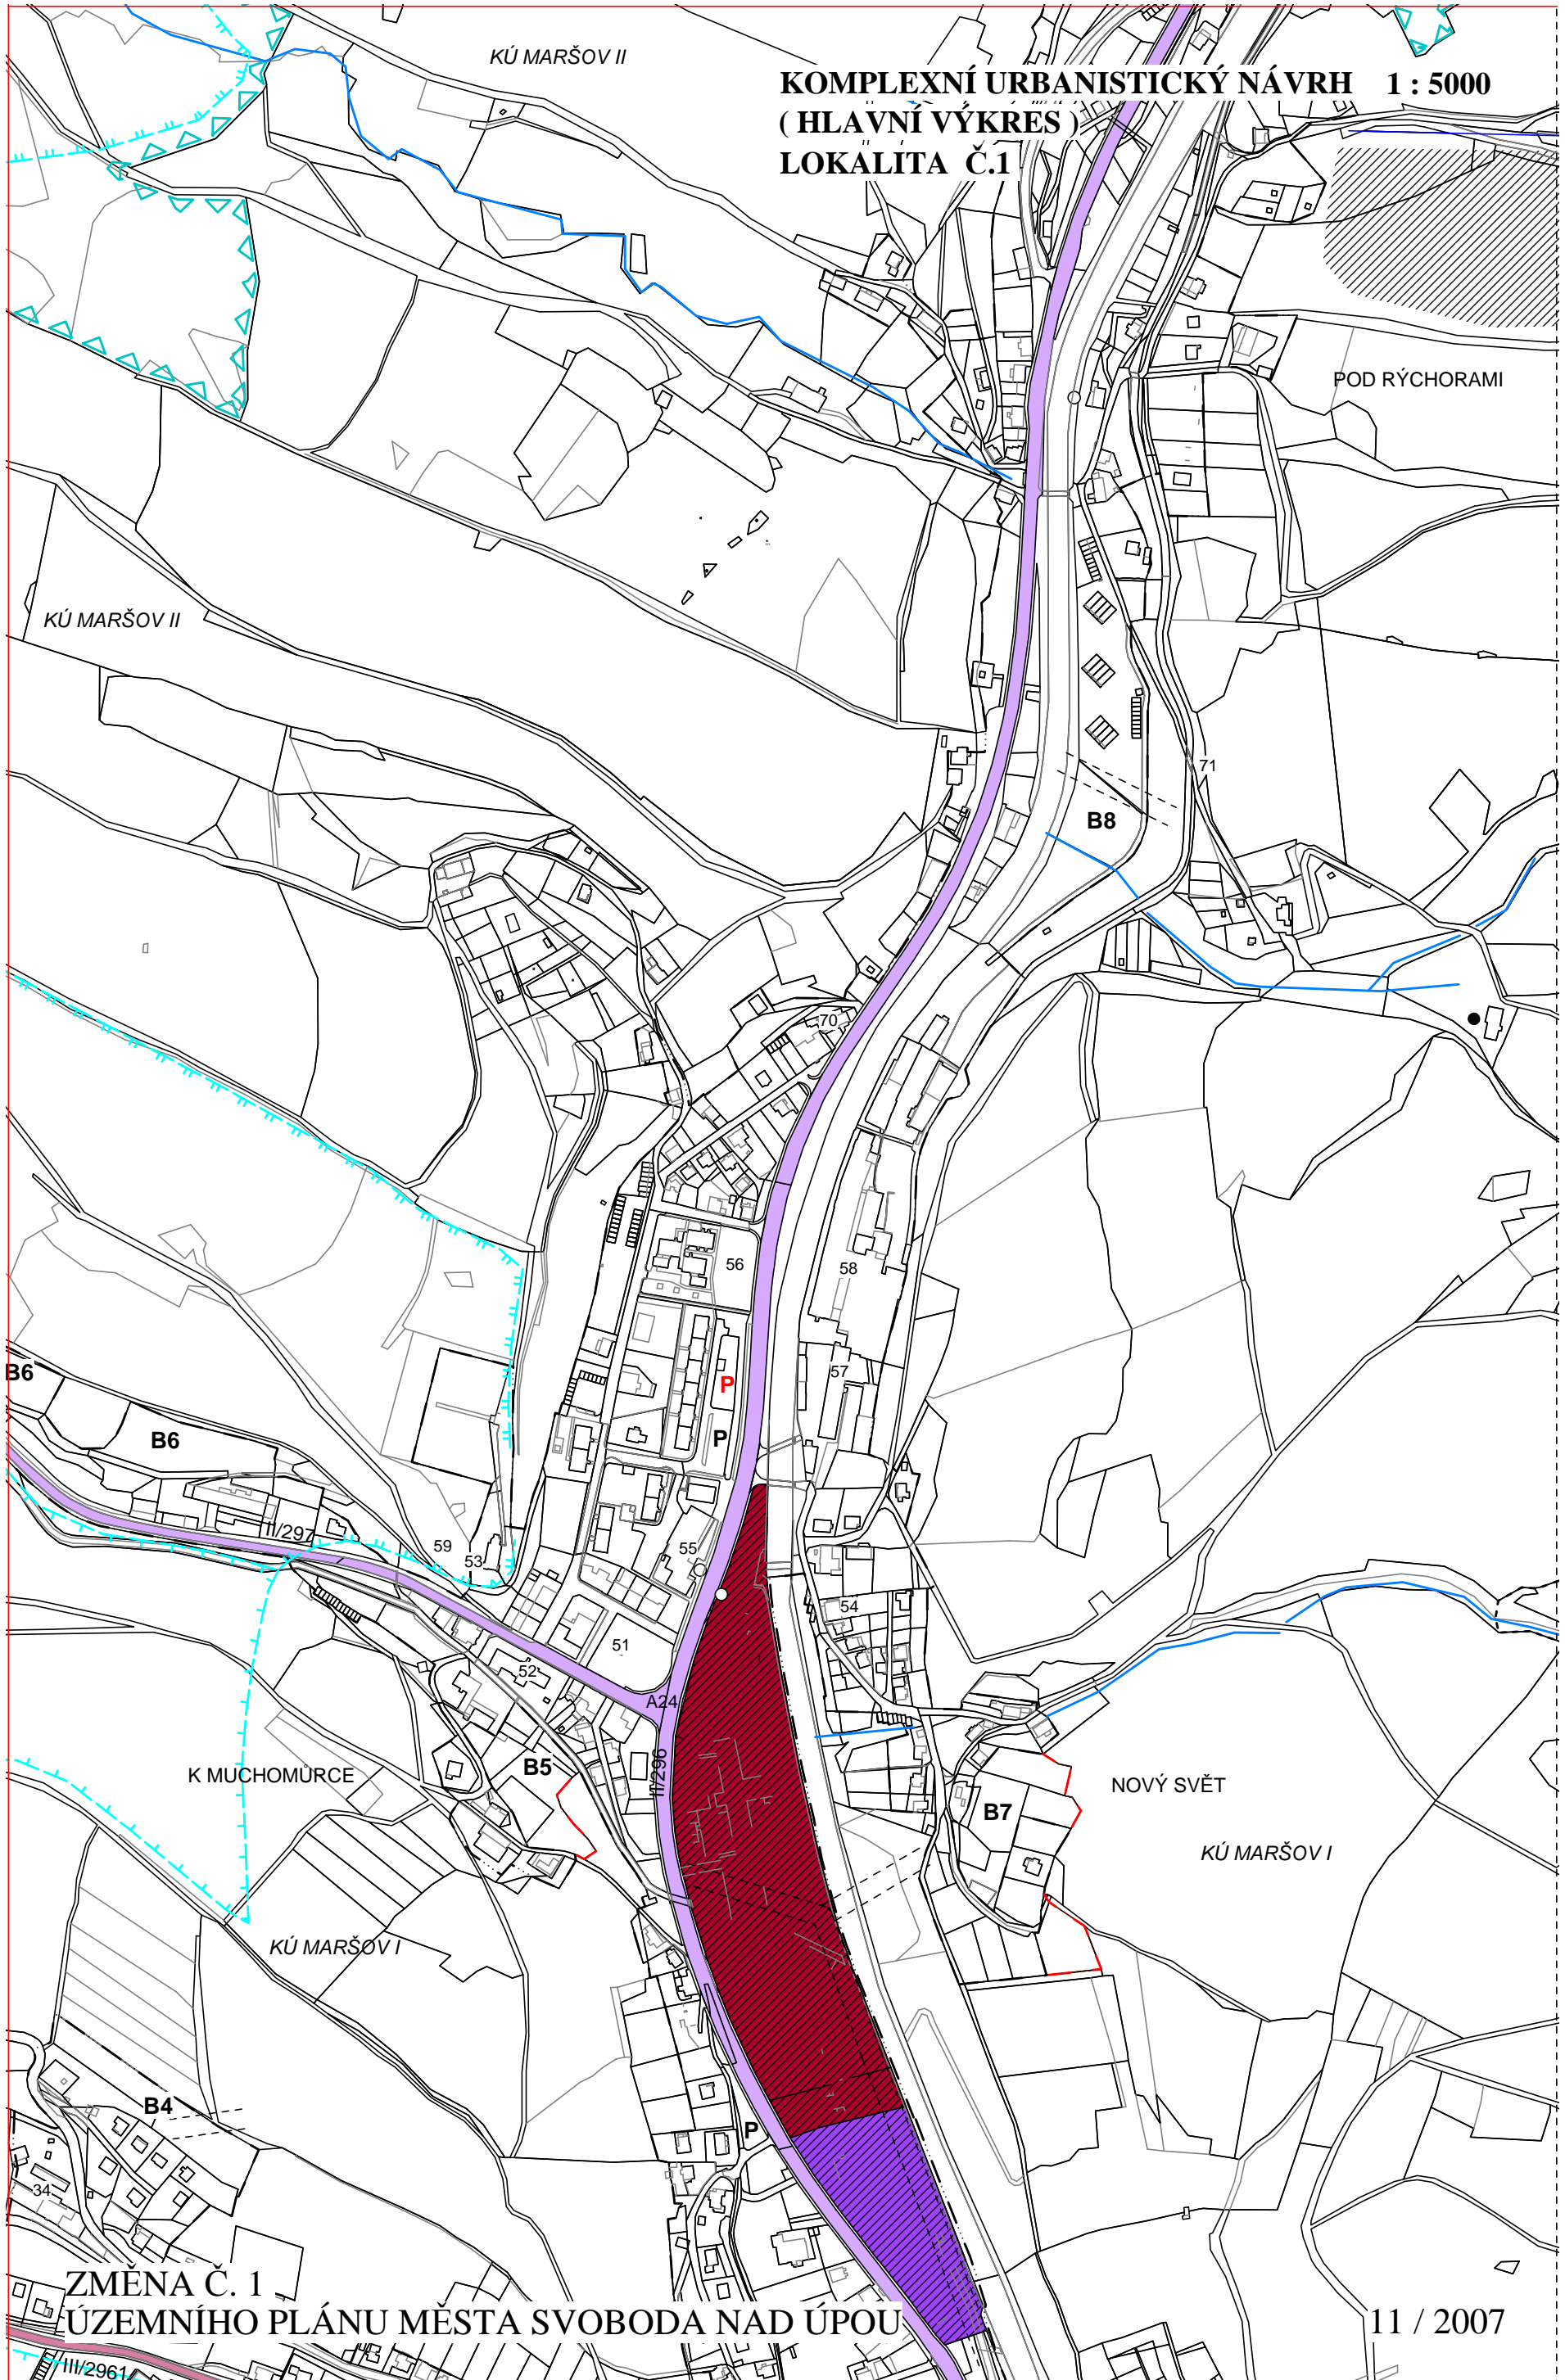 KÚ MARŠOV II
KOMPLEXNÍ URBANISTICKÝ NÁVRH 1 : 5000
( HLAVNÍ VÝKRES )
LOKALITA Č.1
POD RÝCHORAMI
KÚ MARŠOV II
71
B8
70
56
58
57
B6
P
B6
P
II/297
59
53
55
54
51
52
A24
II/296
K MUCHOMŮRCE
B5
NOVÝ SVĚT
B7
KÚ MARŠOV I
KÚ MARŠOV I
B4
P
34
ZMĚNA Č. 1
ÚZEMNÍHO PLÁNU MĚSTA SVOBODA NAD ÚPOU
11 / 2007
III/2961